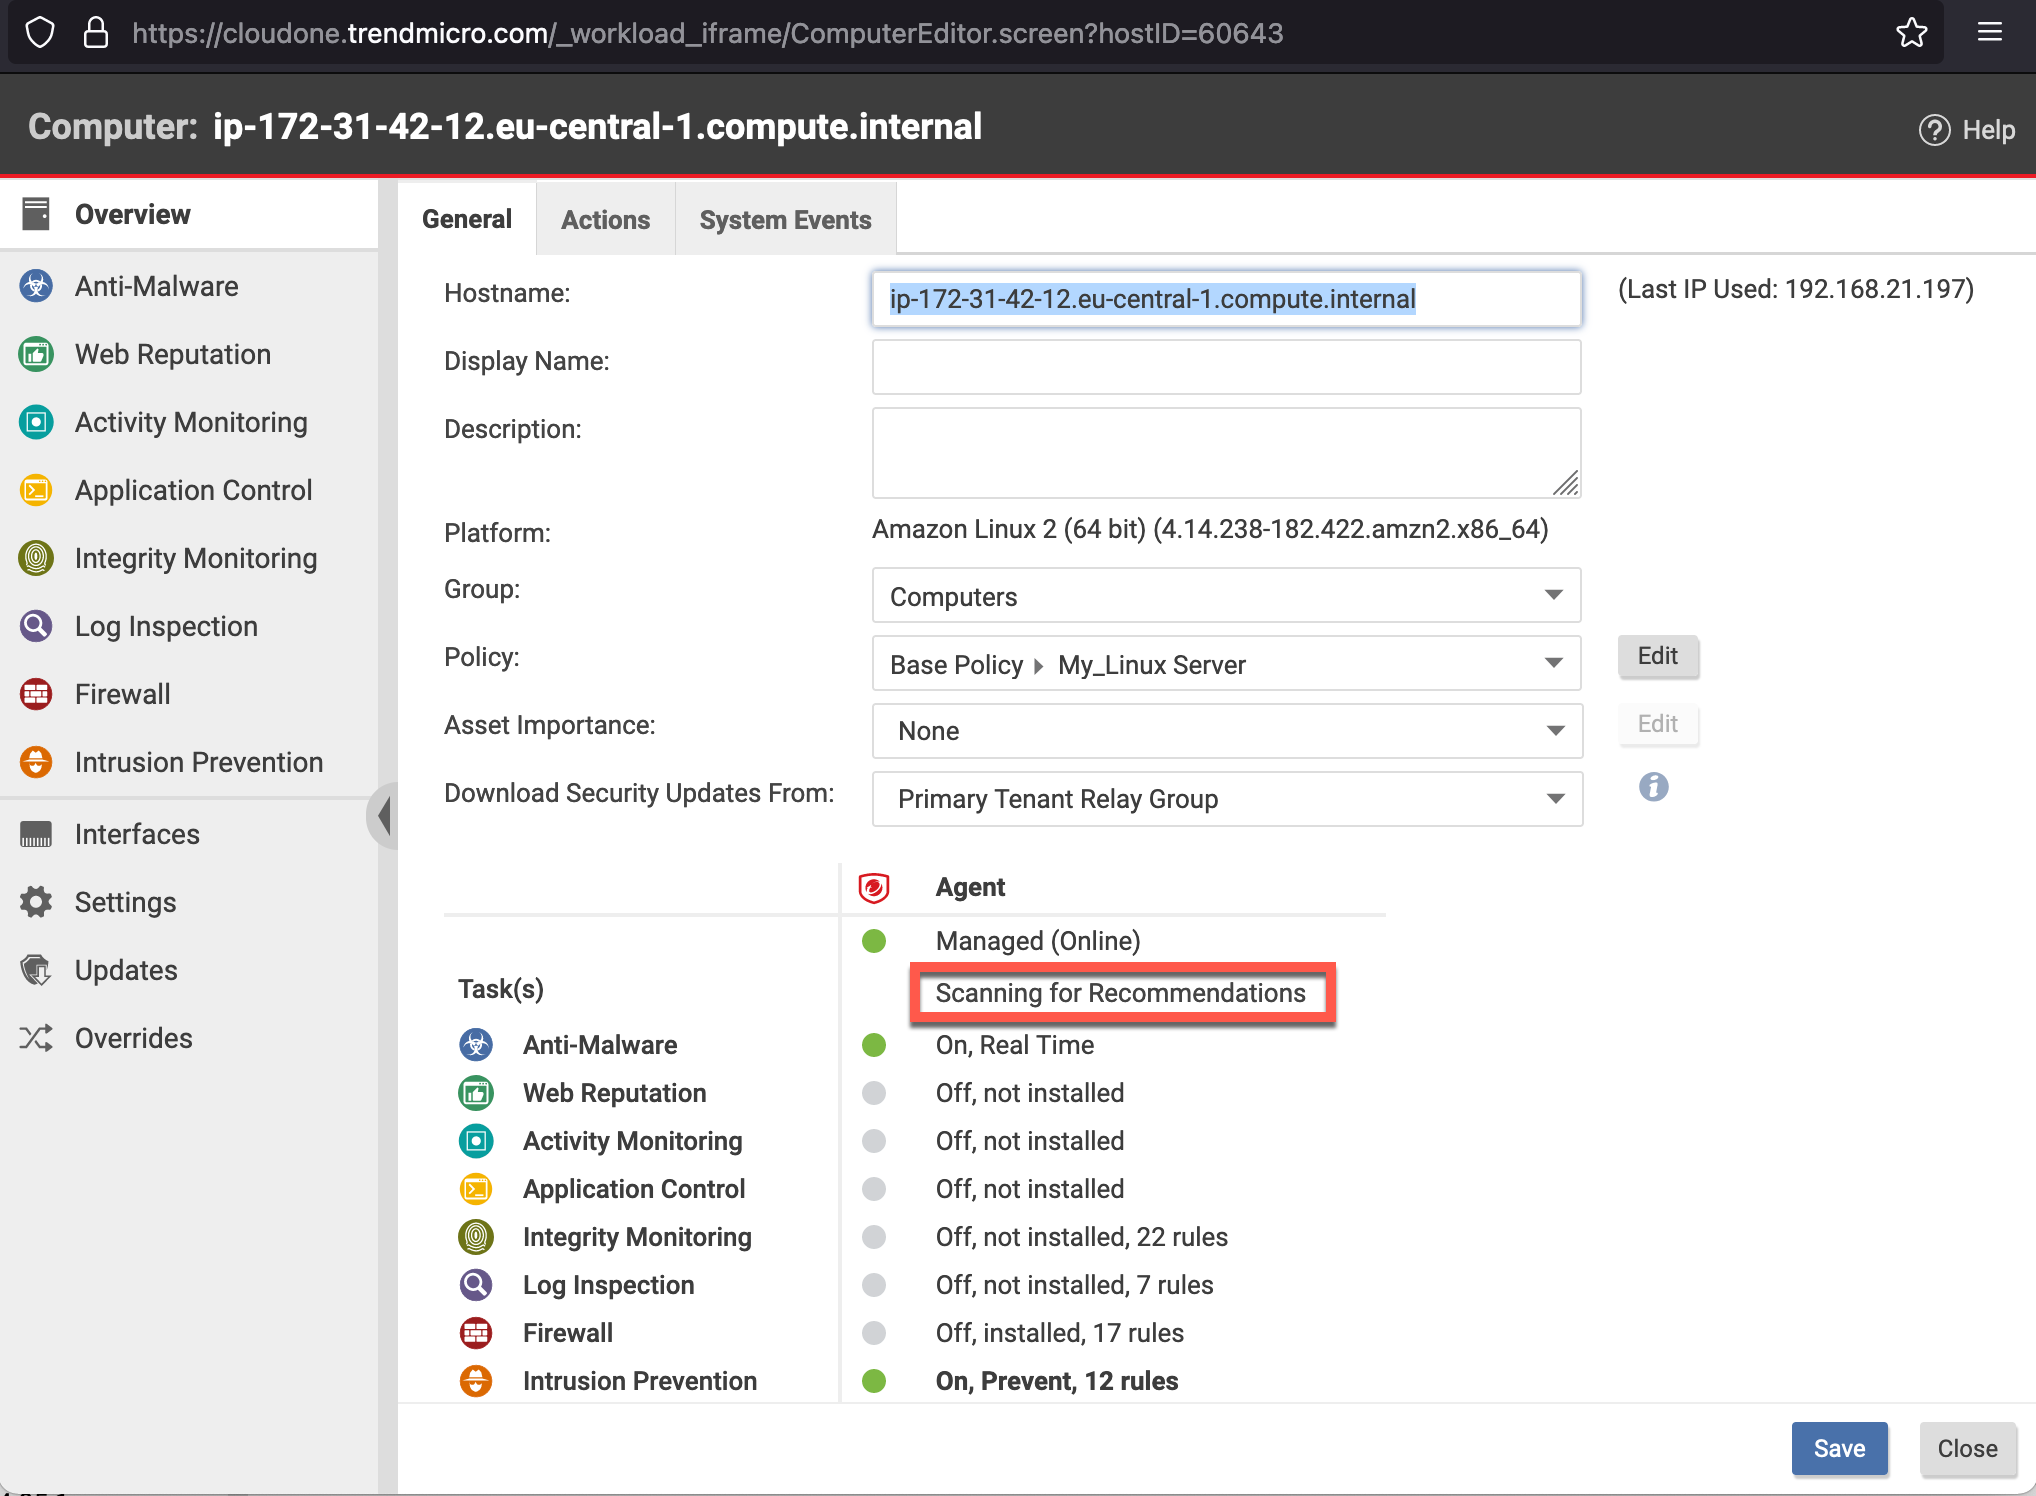 https://cloudone.trendmicro.com/_workload_iframe/ComputerEditor.screen?hostID=60643
Computer: ip-172-31-42-12.eu-central-1.compute.internal
Help
Overview
Anti-Malware
Web Reputation
Activity Monitoring
Application Control
Integrity Monitoring
Log Inspection
Firewall
Intrusion Prevention
Interfaces
Settings
Updates
Overrides
General Actions System Events
Hostname: ip-172-31-42-12.eu-central-1.compute.internal (Last IP Used: 192.168.21.197)
Display Name:
Description:
Platform: Amazon Linux 2 (64 bit) (4.14.238-182.422.amzn2.x86_64)
Group: Computers
Policy: Base Policy My_Linux Server Edit
Asset Importance: None Edit
Download Security Updates From: Primary Tenant Relay Group
Agent
Managed (Online)
Task(s) Scanning for Recommendations
Anti-Malware On, Real Time
Web Reputation Off, not installed
Activity Monitoring Off, not installed
Application Control Off, not installed
Integrity Monitoring Off, not installed, 22 rules
Log Inspection Off, not installed, 7 rules
Firewall Off, installed, 17 rules
Intrusion Prevention On, Prevent, 12 rules
Save Close